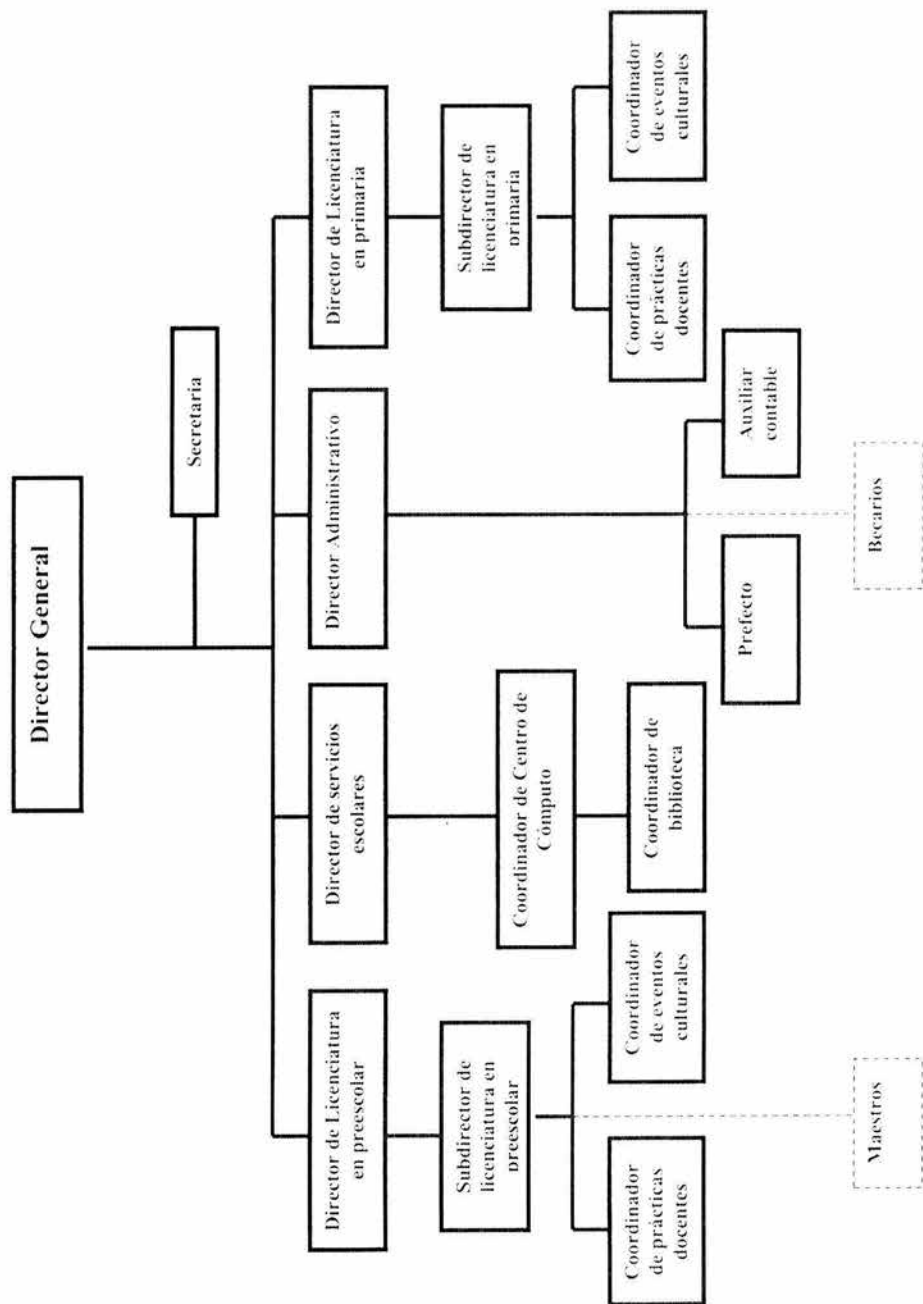 Director General
Secretaria
Director de Licenciatura
en preescolar
Director de servicios
escolares
Director Administrativo
Director de Licenciatura
en primaria
Subdirector de
licenciatura en
preescolar
Coordinador de Centro de
Cómputo
Subdirector de
licenciatura en
primaria
Coordinador
de prácticas
docentes
Coordinador
de eventos
culturales
Coordinador de
biblioteca
Prefecto
Auxiliar
contable
Coordinador
de prácticas
docentes
Coordinador
de eventos
culturales
Maestros
Becarios